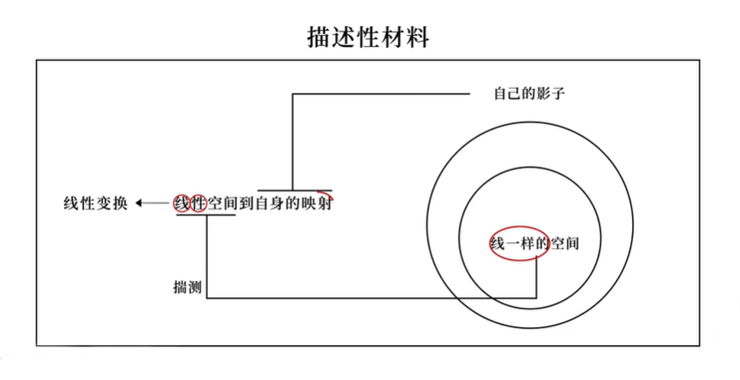 描述性材料
自己的影子
线性变换
线性空间到自身的映射
线一样的空间
揣测